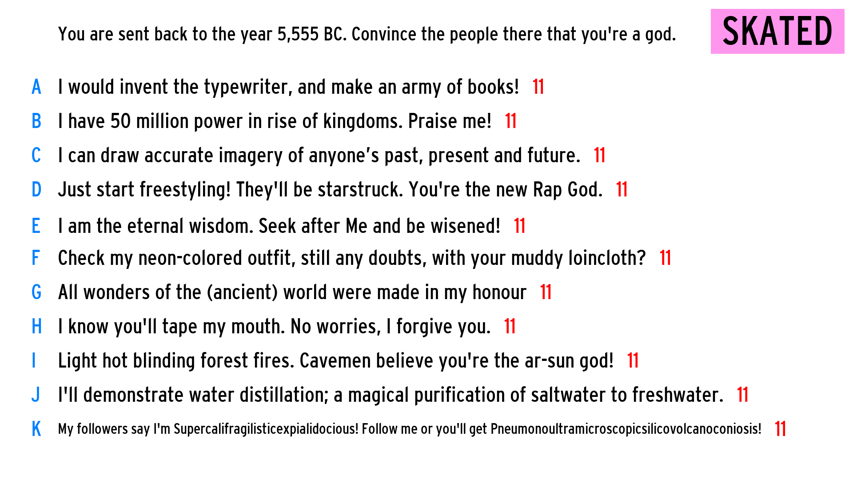 You are sent back to the year 5,555 BC. Convince the people there that you're a god. SKATED
A I would invent the typewriter, and make an army of books! 11
B I have 50 million power in rise of kingdoms. Praise me! 11
C I can draw accurate imagery of anyone’s past, present and future. 11
D Just start freestyling! They'll be starstruck. You're the new Rap God. 11
E I am the eternal wisdom. Seek after Me and be wisened! 11
F Check my neon-colored outfit, still any doubts, with your muddy loincloth? 11
G All wonders of the (ancient) world were made in my honour 11
H I know you'll tape my mouth. No worries, I forgive you. 11
I Light hot blinding forest fires. Cavemen believe you're the ar-sun god! 11
J I'll demonstrate water distillation; a magical purification of saltwater to freshwater. 11
K My followers say I'm Supercalifragilisticexpialidocious! Follow me or you'll get Pneumonoultramicroscopicsilicovolcanoconiosis! 11